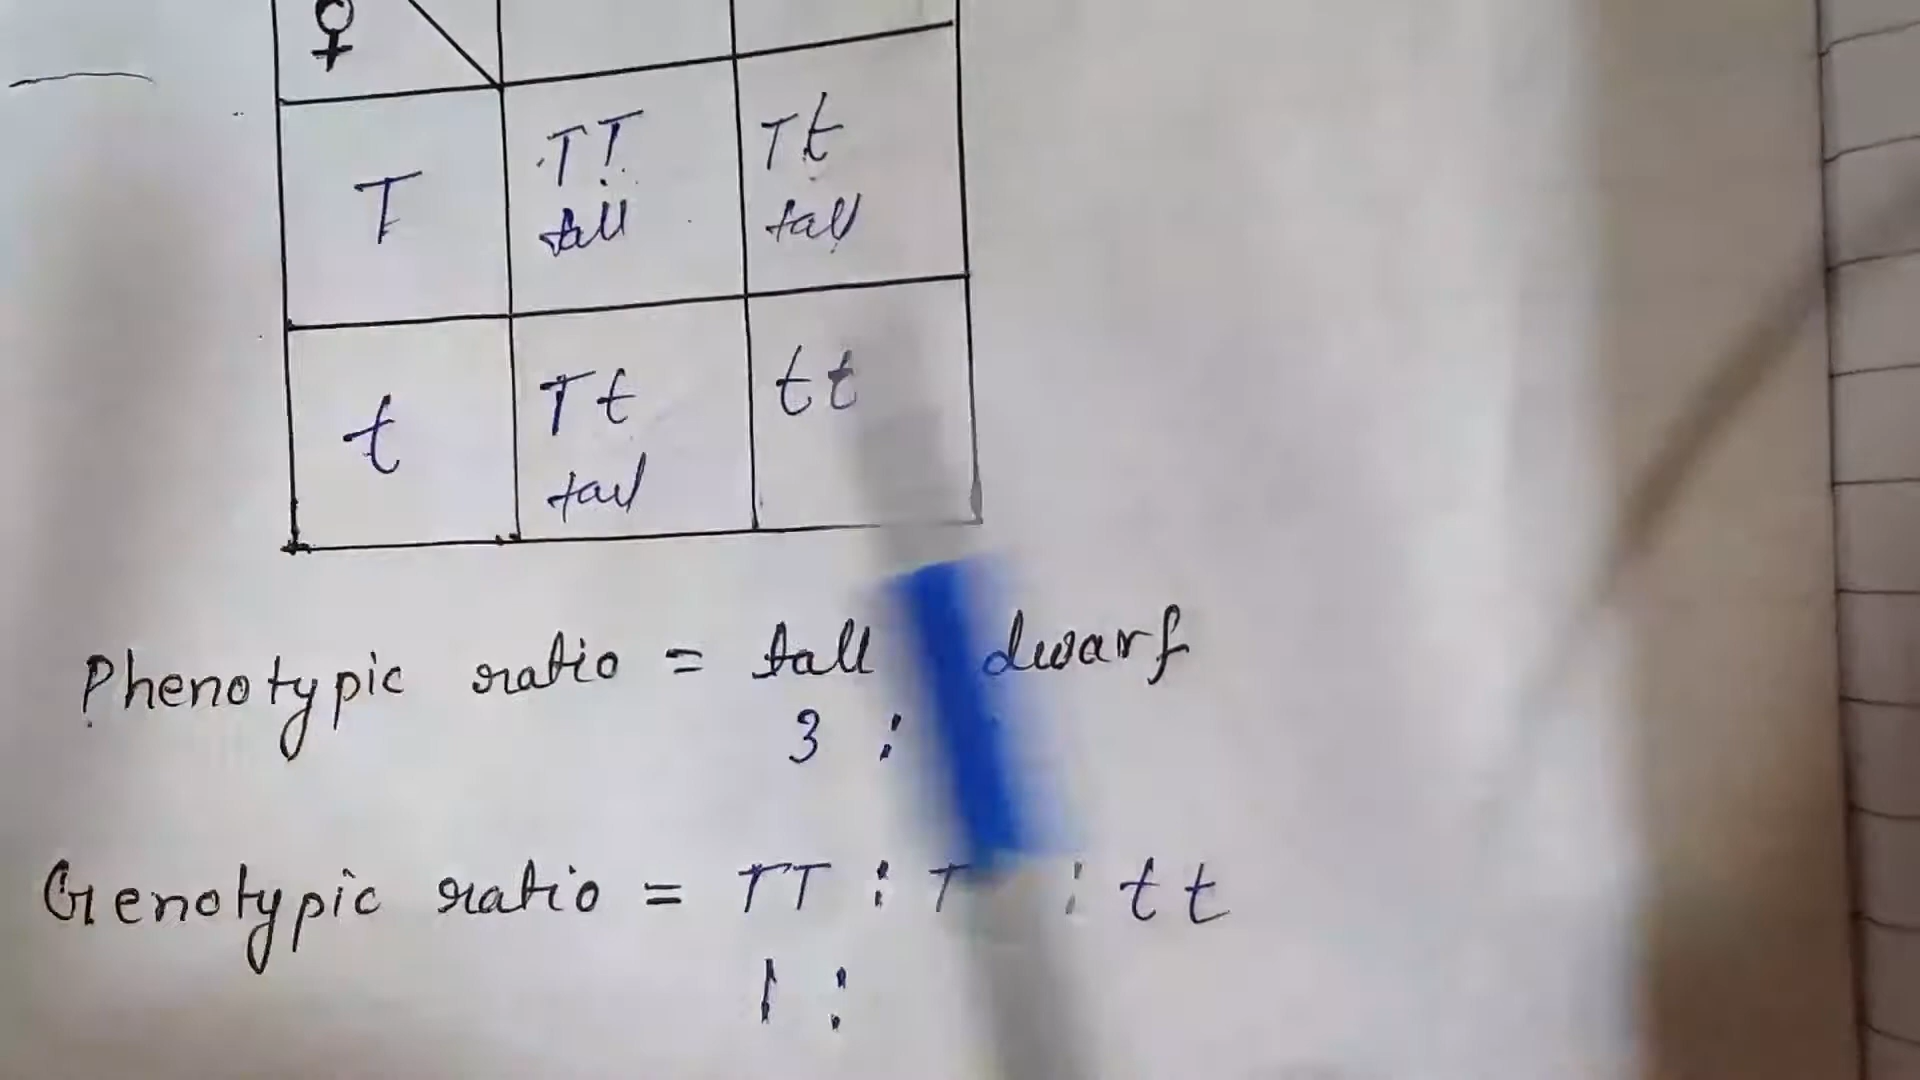 ♀
T TT Tt
tall tall
t Tt tt
tall
Phenotypic ratio = tall dwarf
3 :
Genotypic ratio = TT : T : tt
1 :